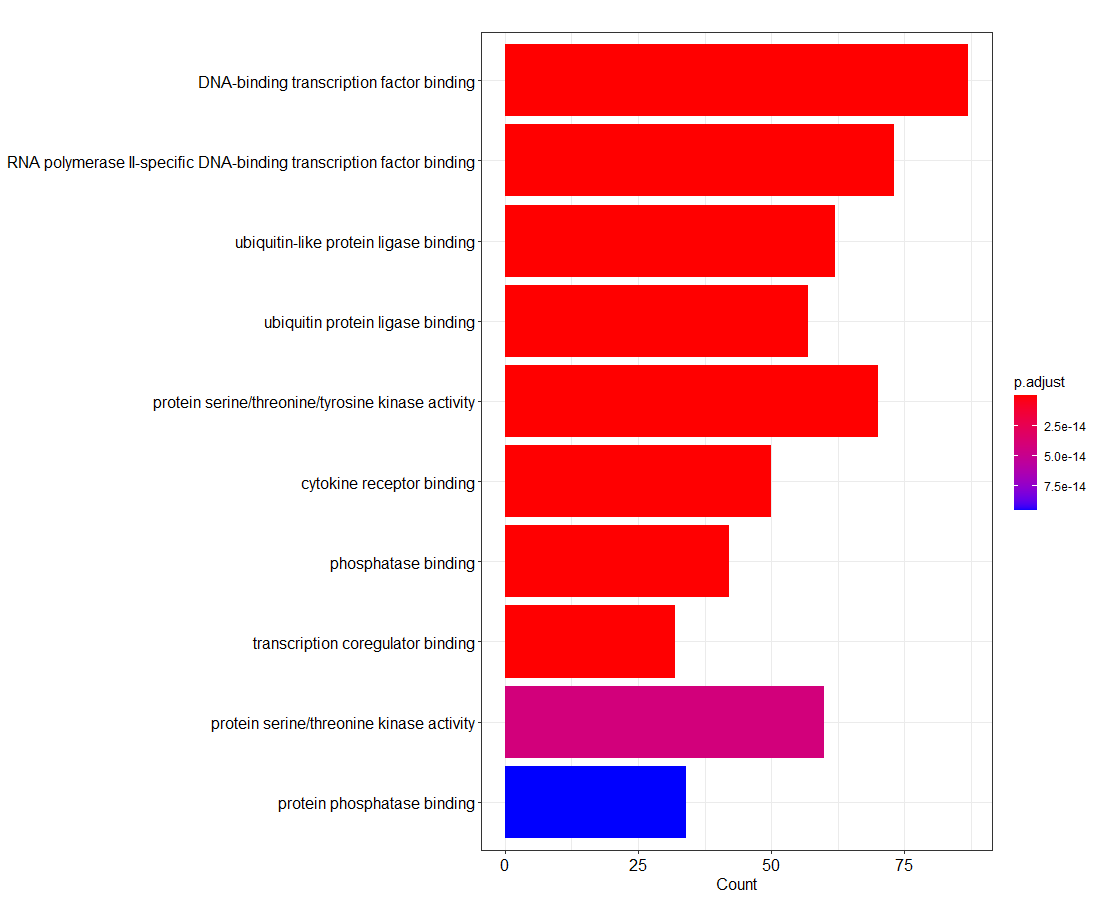 DNA-binding transcription factor binding
RNA polymerase II-specific DNA-binding transcription factor binding
ubiquitin-like protein ligase binding
ubiquitin protein ligase binding
protein serine/threonine/tyrosine kinase activity
cytokine receptor binding
phosphatase binding
transcription coregulator binding
protein serine/threonine kinase activity
protein phosphatase binding
0 25 50 75
Count
p.adjust
2.5e-14
5.0e-14
7.5e-14